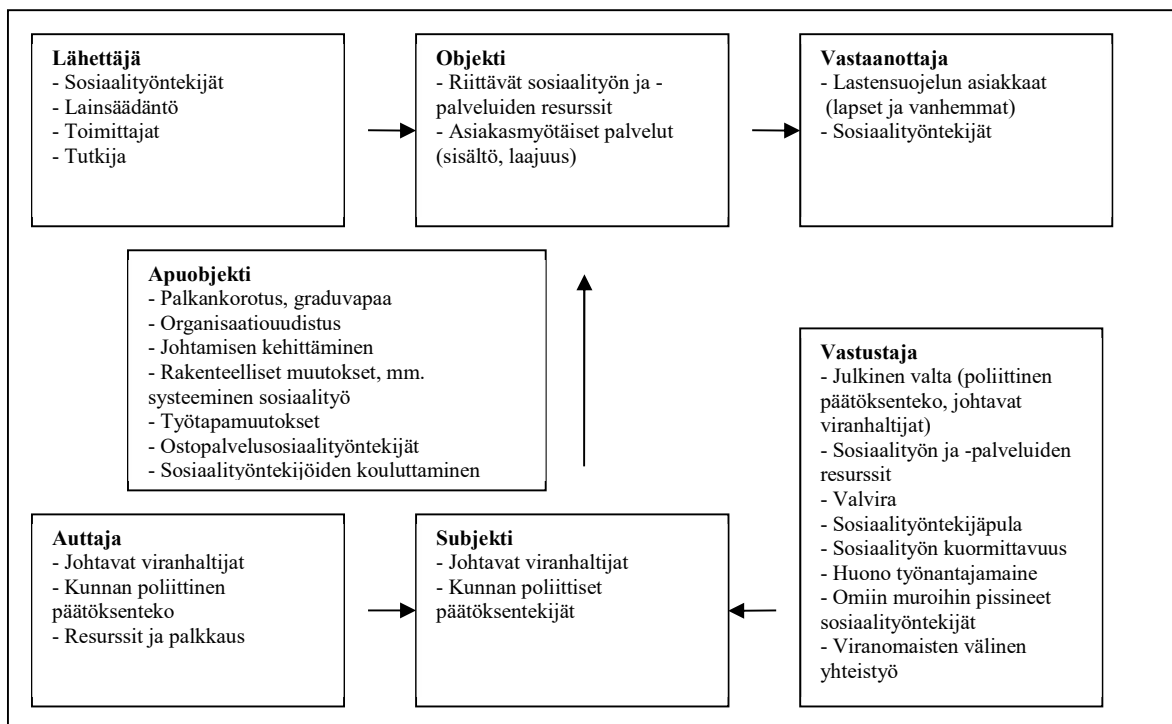 Lähettäjä
- Sosiaalityöntekijät
- Lainsäädäntö
- Toimittajat
- Tutkija
Objekti
- Riittävät sosiaalityön ja -
palveluiden resurssit
- Asiakasmyötäiset palvelut
(sisältö, laajuus)
Vastaanottaja
- Lastensuojelun asiakkaat
(lapset ja vanhemmat)
- Sosiaalityöntekijät
Apuobjekti
- Palkankorotus, graduvapaa
- Organisaatiouudistus
- Johtamisen kehittäminen
- Rakenteelliset muutokset, mm.
systeeminen sosiaalityö
- Työtapamuutokset
- Ostopalvelusosiaalityöntekijät
- Sosiaalityöntekijöiden kouluttaminen
Vastustaja
- Julkinen valta (poliittinen
päätöksenteko, johtavat
viranhaltijat)
- Sosiaalityön ja -palveluiden
resurssit
- Valvira
- Sosiaalityöntekijäpula
- Sosiaalityön kuormittavuus
- Huono työnantajamaine
- Omiin muroihin pissineet
sosiaalityöntekijät
- Viranomaisten välinen
yhteistyö
Auttaja
- Johtavat viranhaltijat
- Kunnan poliittinen
päätöksenteko
- Resurssit ja palkkaus
Subjekti
- Johtavat viranhaltijat
- Kunnan poliittiset
päätöksentekijät